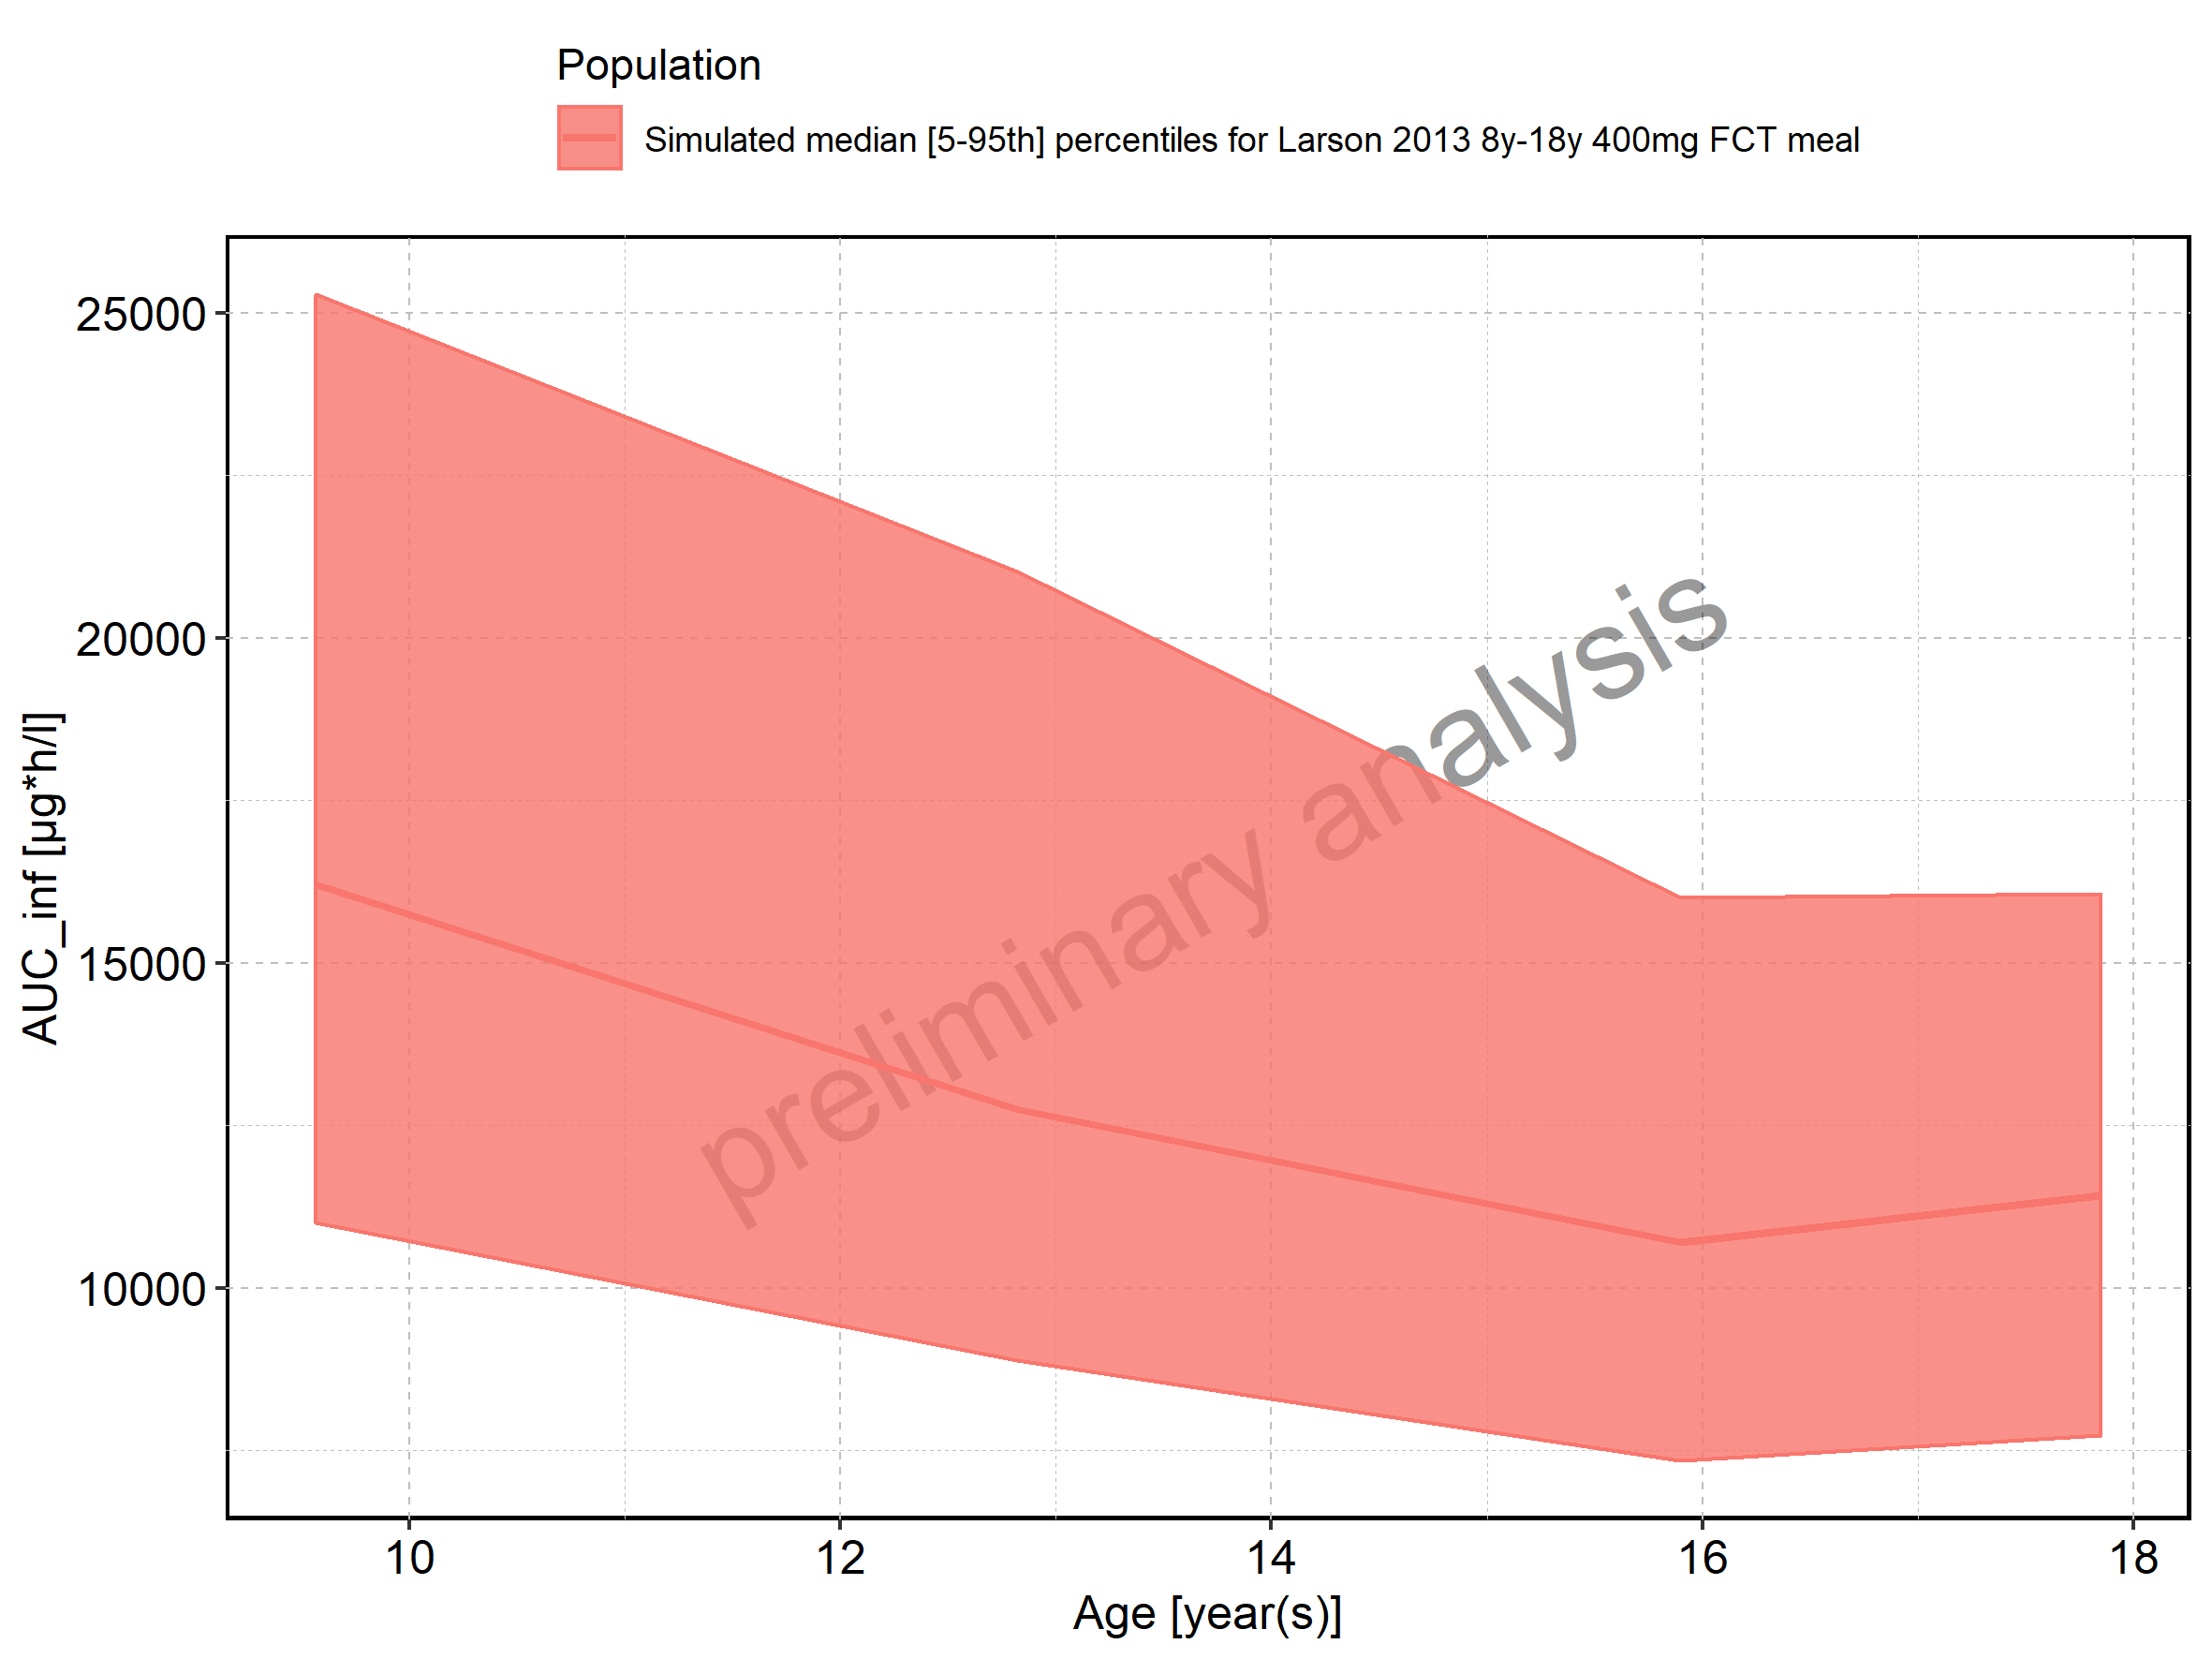 Population
Simulated median [5-95th] percentiles for Larson 2013 8y-18y 400mg FCT meal
25000
20000
15000
10000
AUC_inf [µg*h/l]
preliminary analysis
10 12 14 16 18
Age [year(s)]